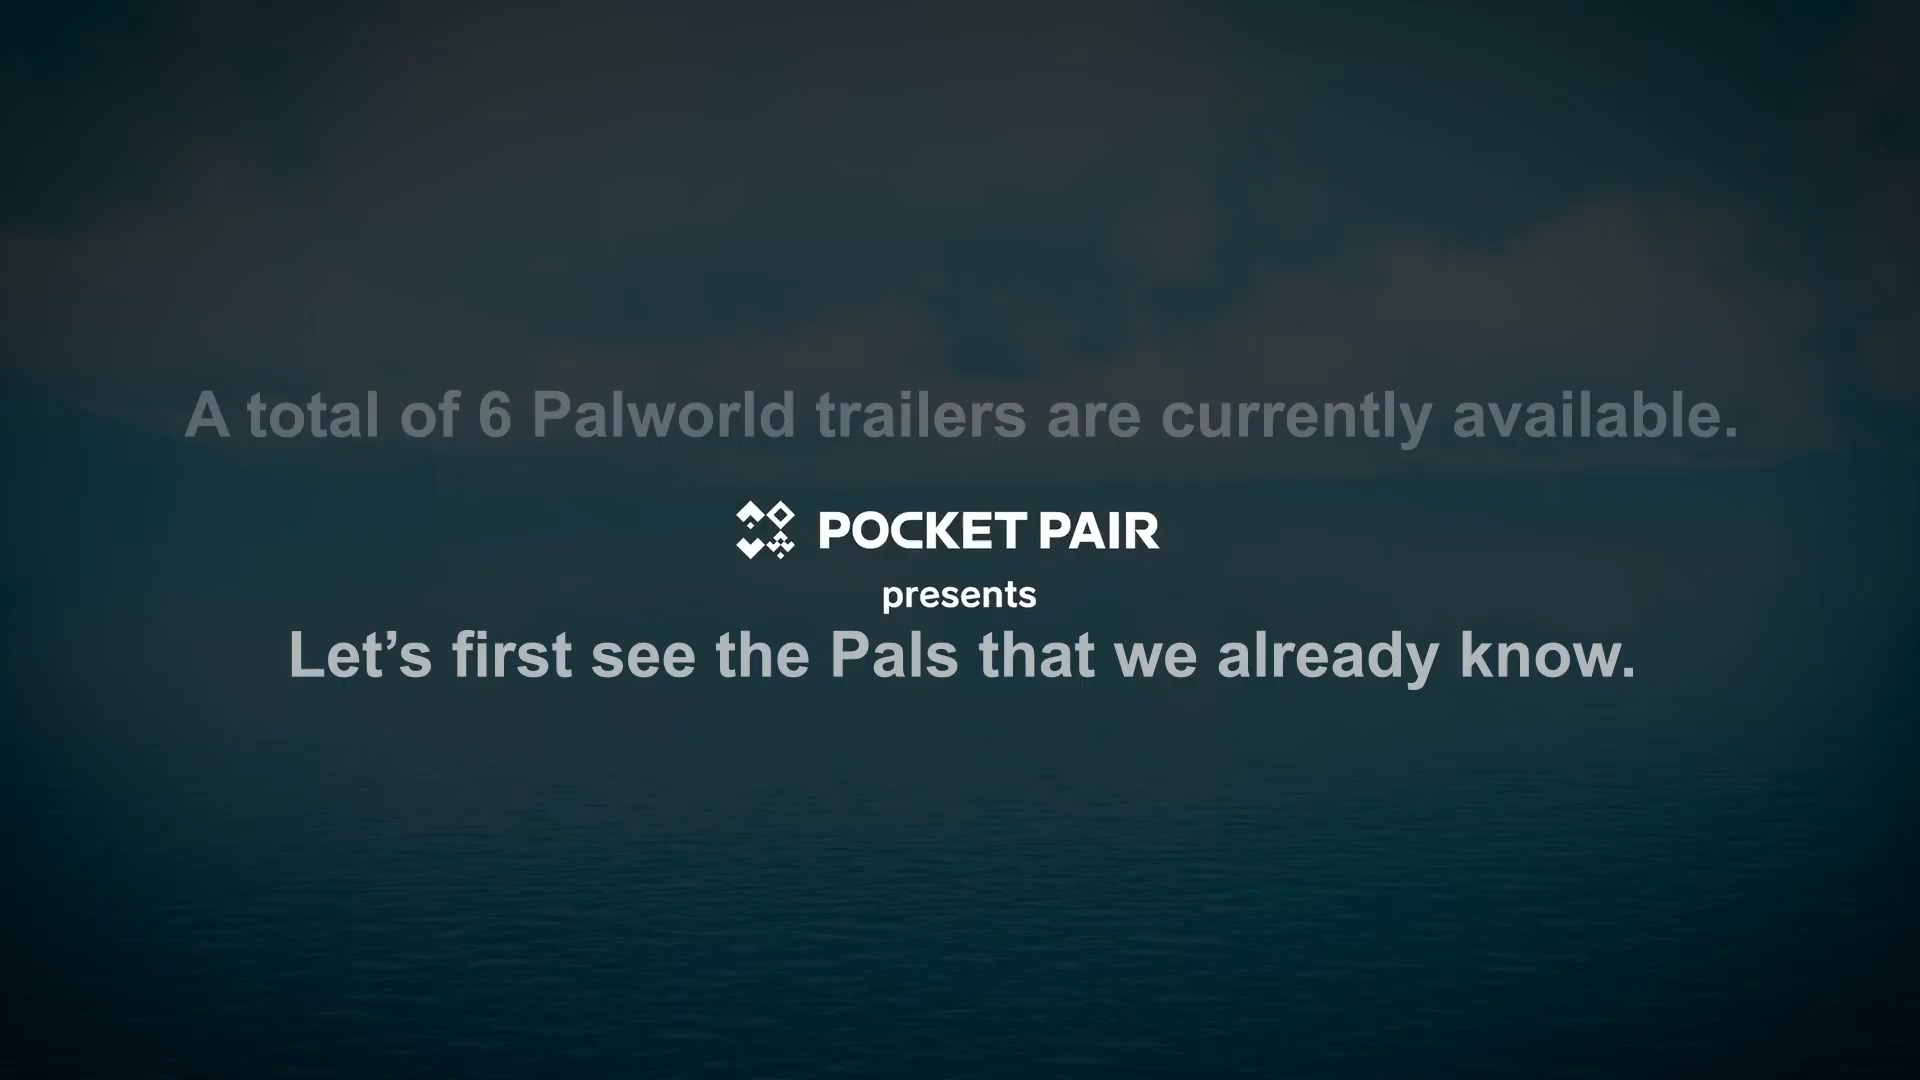 A total of 6 Palworld trailers are currently available.
POCKET PAIR
presents
Let’s first see the Pals that we already know.